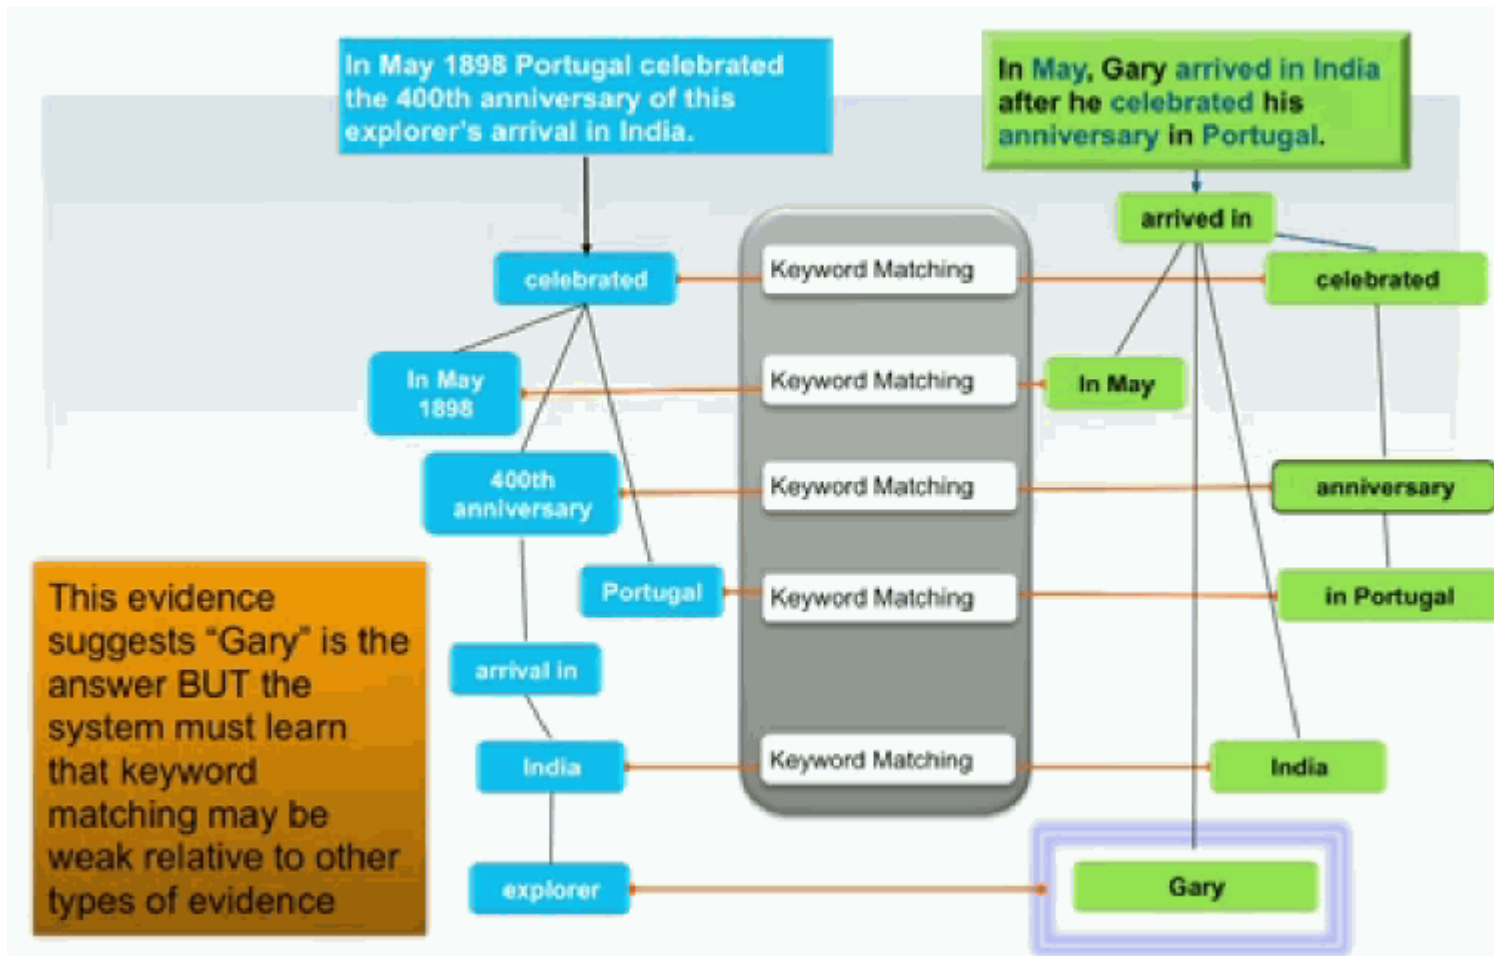 In May 1898 Portugal celebrated
the 400th anniversary of this
explorer's arrival in India.
In May, Gary arrived in India
after he celebrated his
anniversary in Portugal.
arrived in
celebrated
Keyword Matching
celebrated
In May
1898
Keyword Matching
In May
400th
anniversary
Keyword Matching
anniversary
Portugal
Keyword Matching
in Portugal
arrival in
India
Keyword Matching
India
explorer
Gary
This evidence
suggests “Gary” is the
answer BUT the
system must learn
that keyword
matching may be
weak relative to other
types of evidence